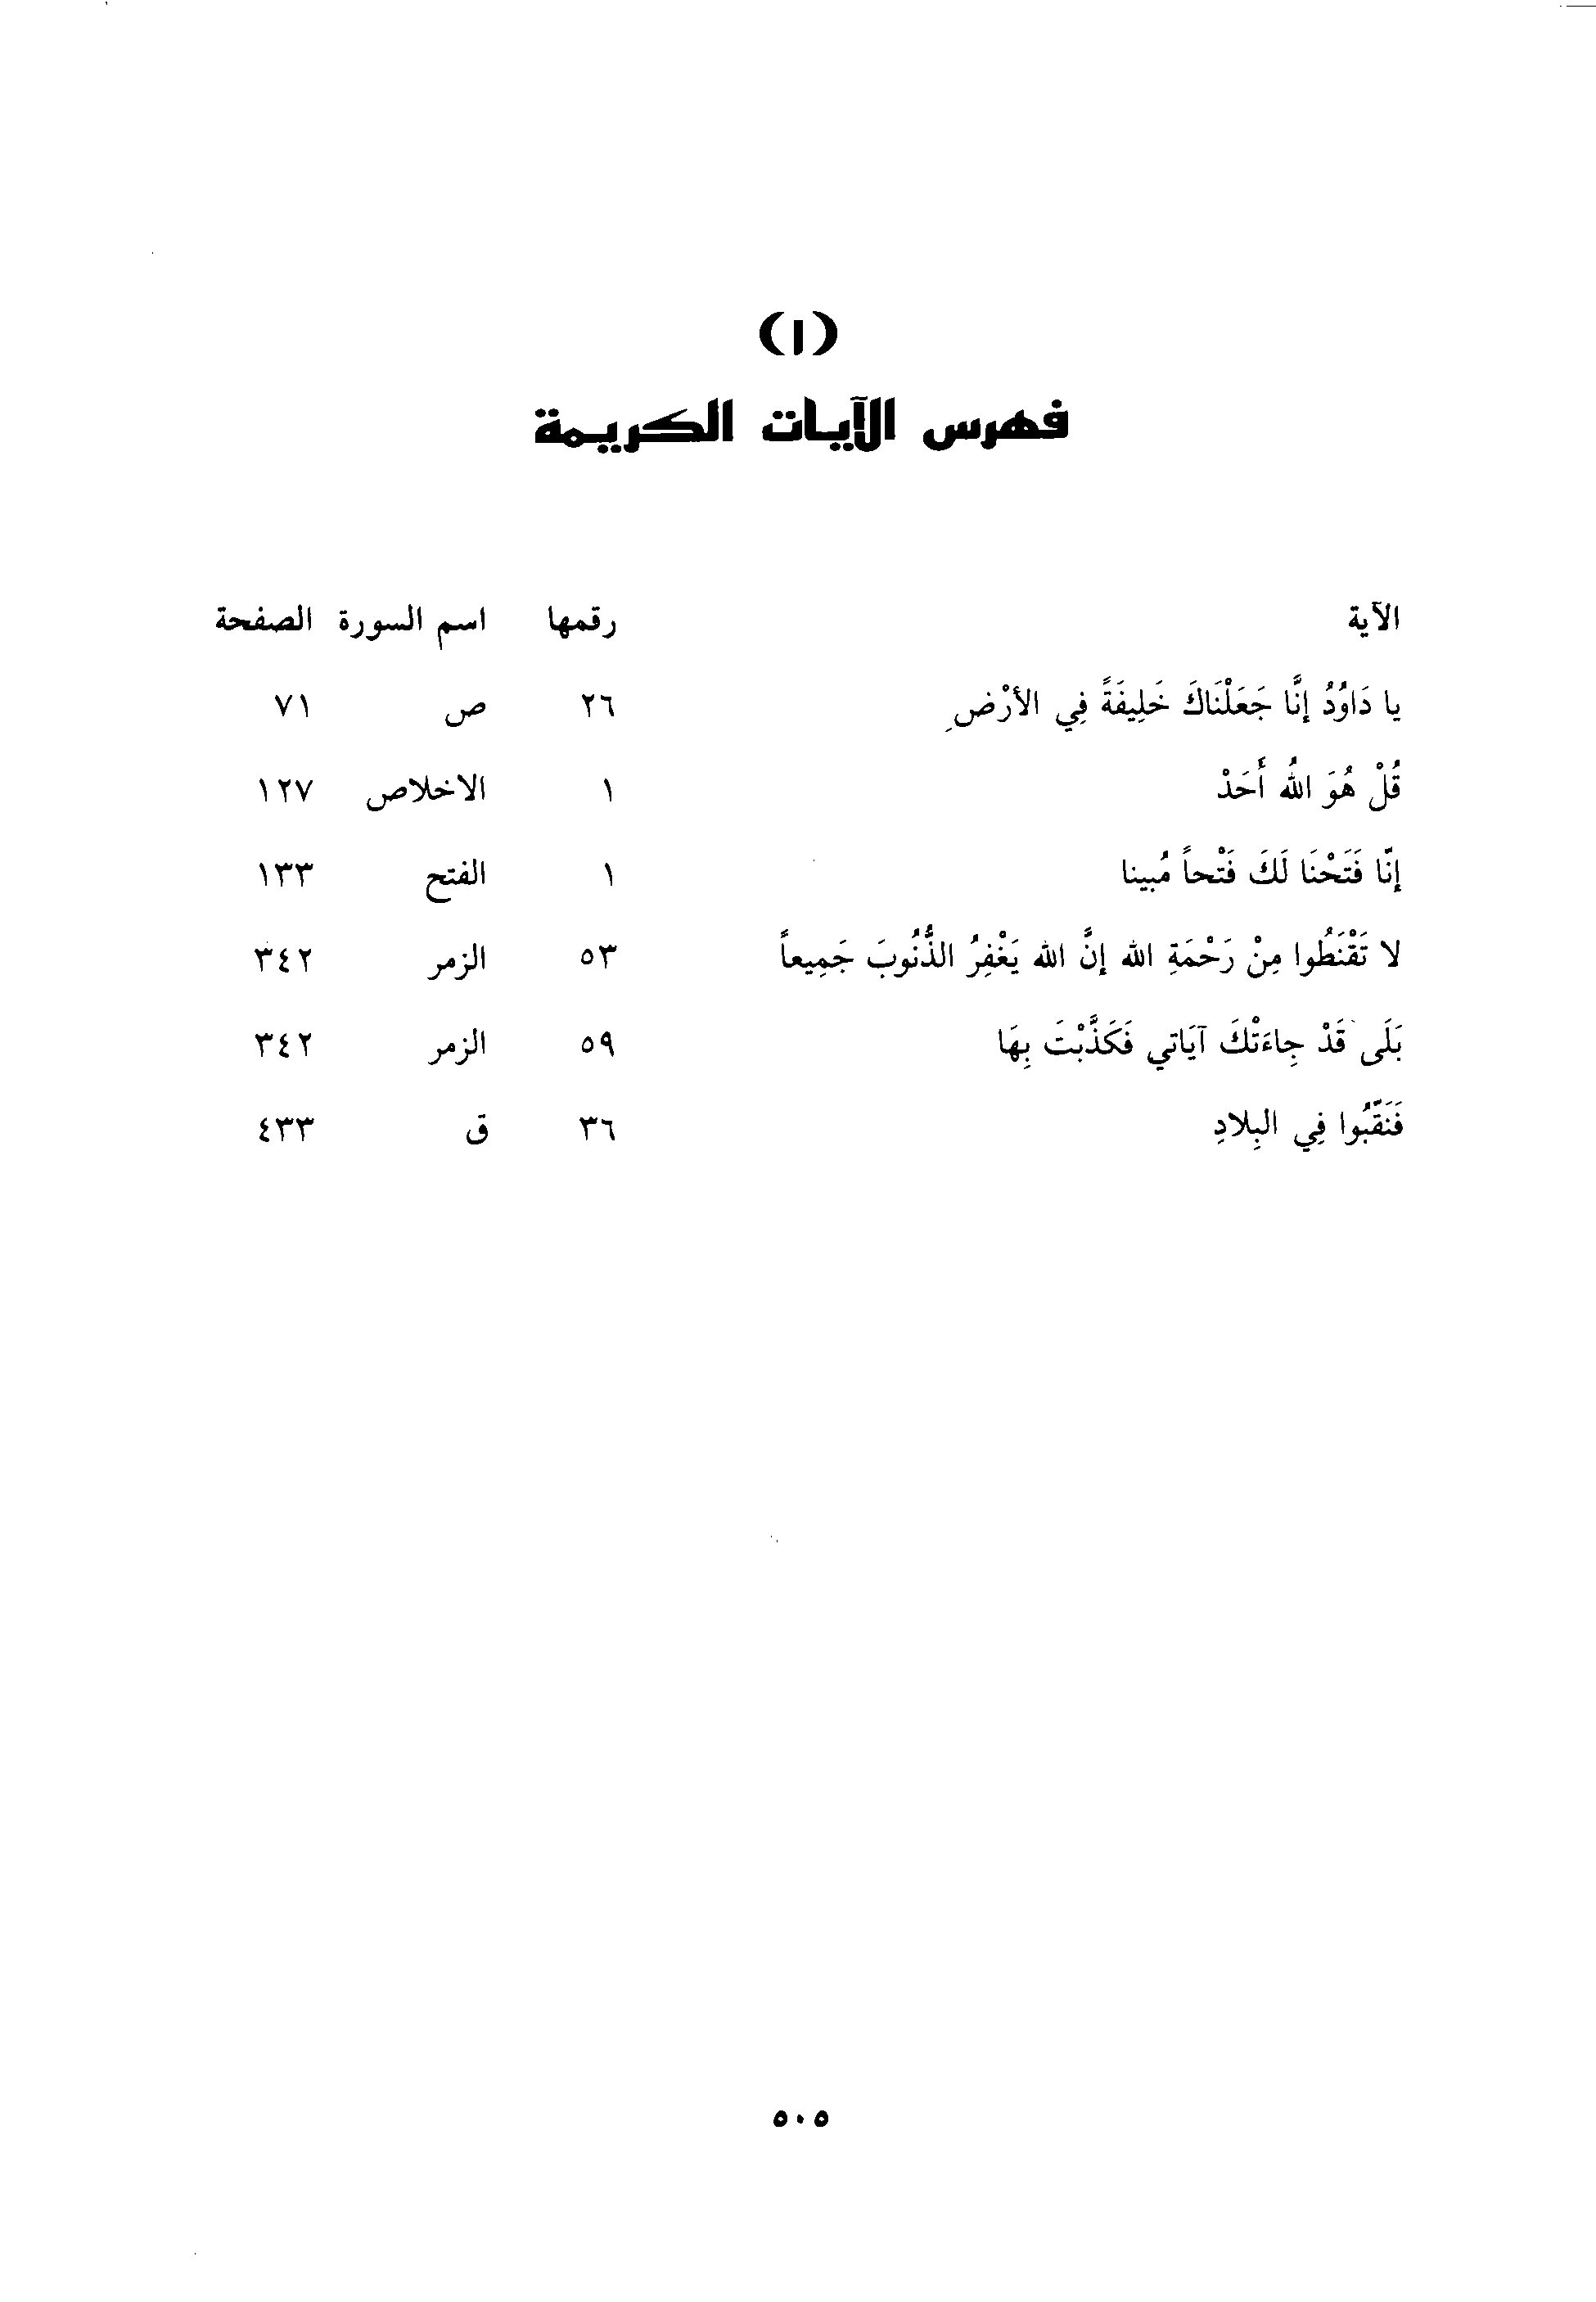 (١)
فهرس الآيات الكريمة
الآية رقمها اسم السورة الصفحة
يا دَاوُدُ إنَّا جَعَلْنَاكَ خَلِيفَةً فِي الأرْضِ ٢٦ ص ٧١
قُلْ هُوَ اللهُ أَحَدْ ١ الاخلاص ١٢٧
إنَّا فَتَحْنَا لَكَ فَتْحاً مُبينا ١ الفتح ١٣٣
لا تَقْنَطُوا مِنْ رَحْمَةِ الله إنَّ الله يَغْفِرُ الذُّنُوبَ جَمِيعاً ٥٣ الزمر ٣٤٢
بَلَى قَدْ جِاءَتْكَ آيَاتي فَكَذَّبْتَ بِهَا ٥٩ الزمر ٣٤٢
فَنَقَّبُوا فِي البِلادِ ٣٦ ق ٤٣٣
٥٠٥